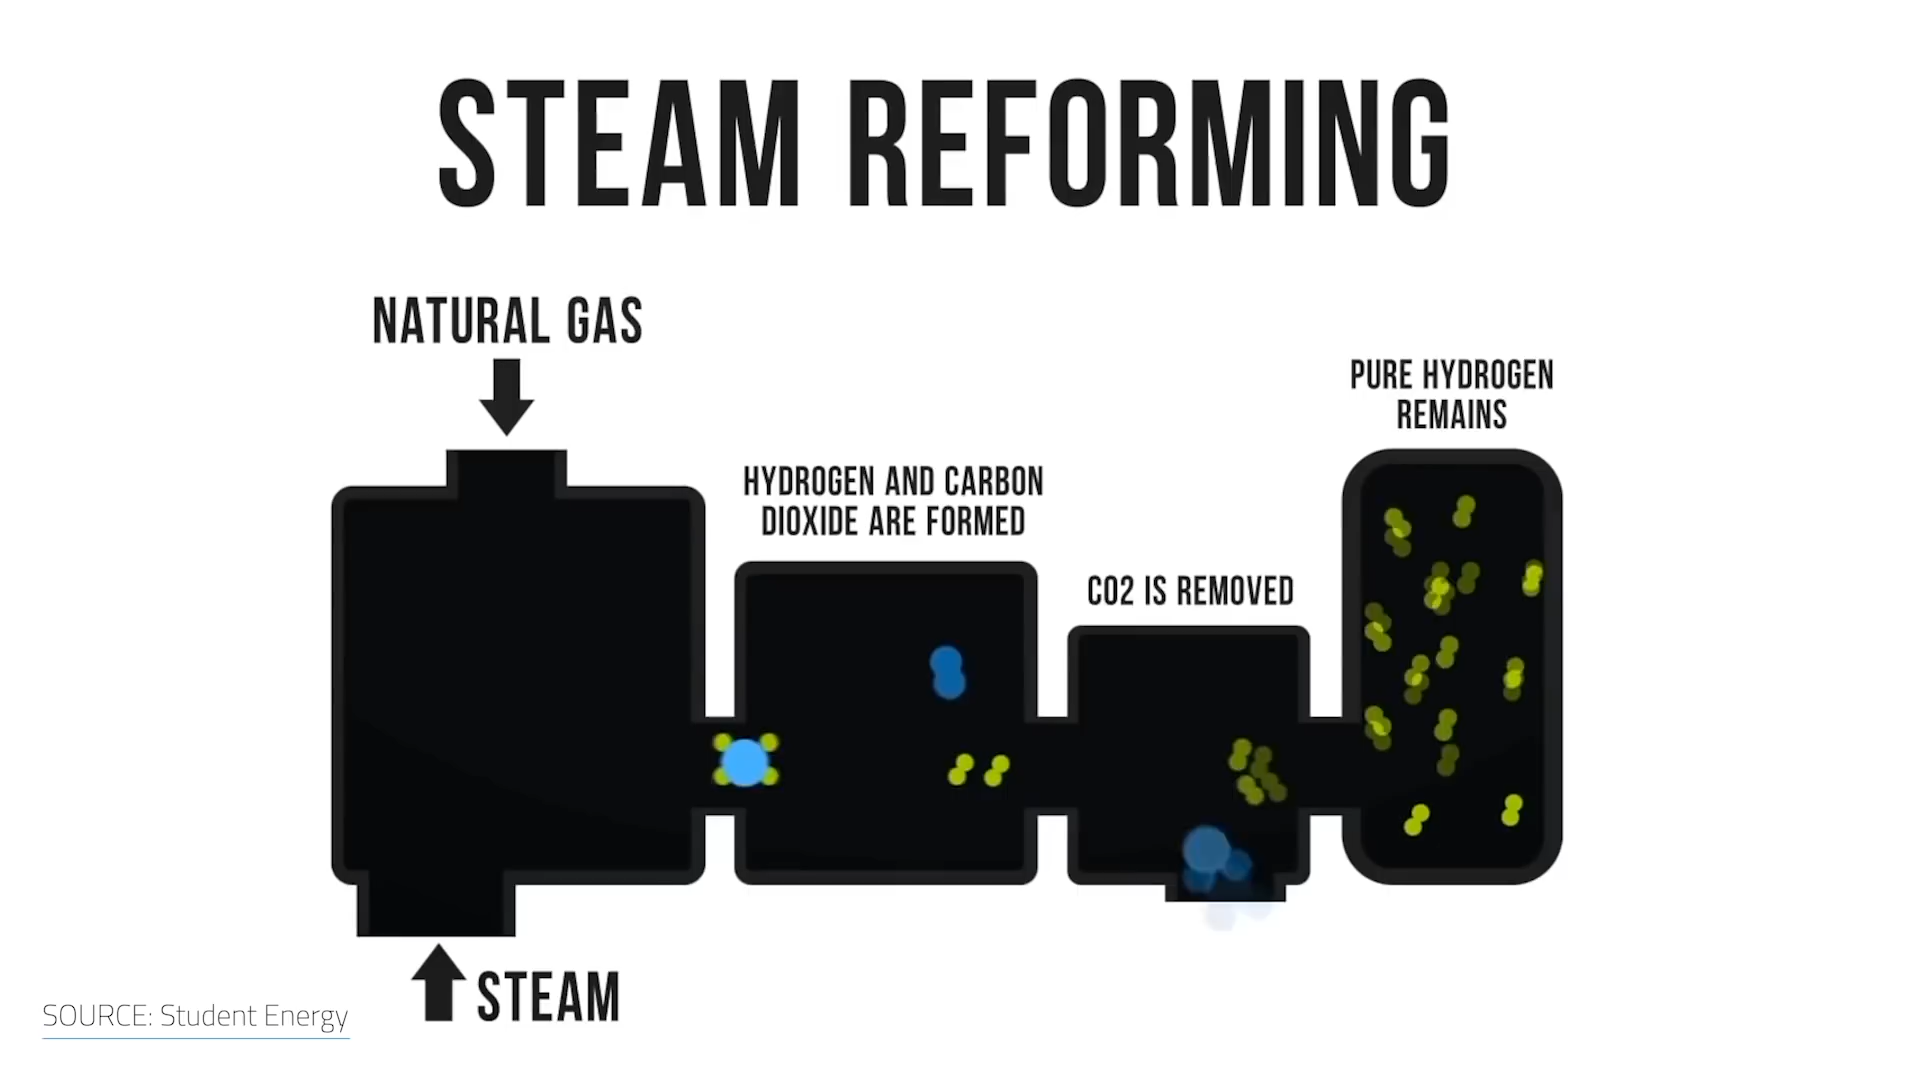 STEAM REFORMING
NATURAL GAS
PURE HYDROGEN
REMAINS
HYDROGEN AND CARBON
DIOXIDE ARE FORMED
CO2 IS REMOVED
STEAM
SOURCE: Student Energy